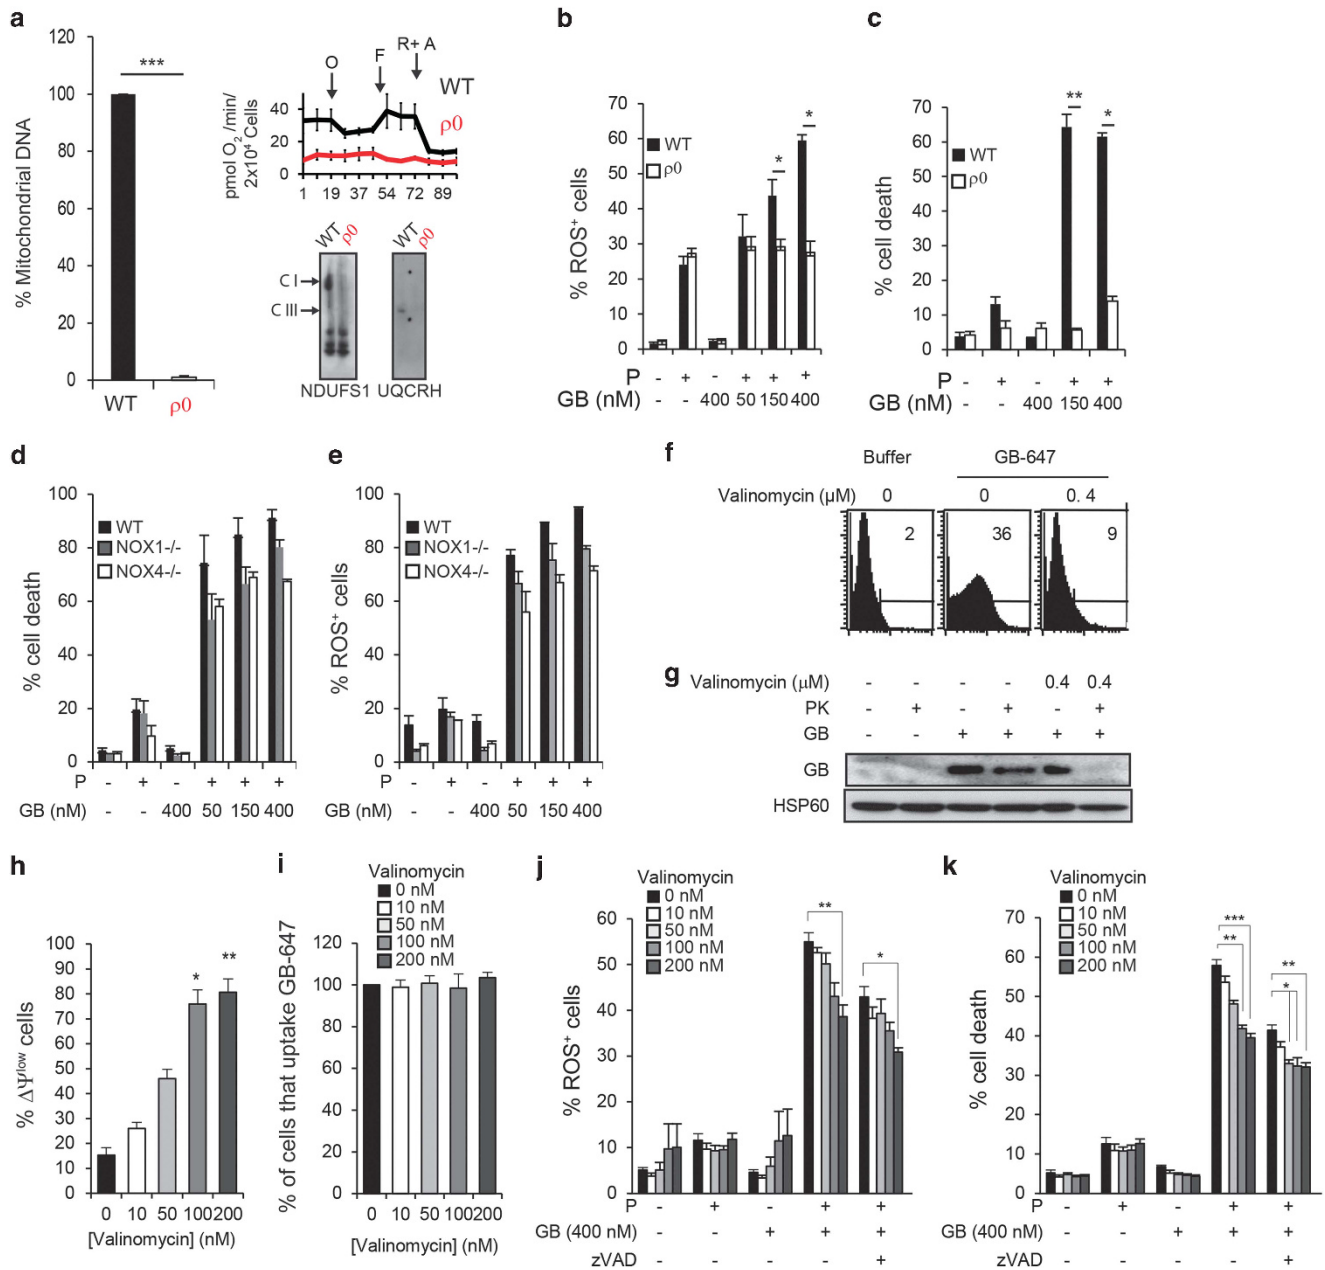 a
120
100
80
60
40
20
0
% Mitochondrial DNA
***
WT
ρ0
O
F
R+ A
WT
ρ0
40
20
0
pmol O2 /min/
2x10⁴ Cells
1 19 37 54 72 89
WT ρ0 WT ρ0
C I
C III
NDUFS1 UQCRH
b
70
60
50
40
30
20
10
0
% ROS⁺ cells
WT
ρ0
*
*
P - + - + + +
GB (nM) - - 400 50 150 400
c
70
60
50
40
30
20
10
0
% cell death
WT
ρ0
**
*
P - + - + +
GB (nM) - - 400 150 400
d
100
80
60
40
20
0
% cell death
WT
NOX1-/-
NOX4-/-
P - + - + + +
GB (nM) - - 400 50 150 400
e
100
80
60
40
20
0
% ROS⁺ cells
WT
NOX1-/-
NOX4-/-
P - + - + + +
GB (nM) - - 400 50 150 400
f
Buffer GB-647
Valinomycin (µM) 0 0 0. 4
2 36 9
g
Valinomycin (µM) - - - - 0.4 0.4
PK - + - + - +
GB - - + + + +
GB
HSP60
h
100
90
80
70
60
50
40
30
20
10
0
% ΔΨlow cells
*
**
0 10 50 100 200
[Valinomycin] (nM)
i
Valinomycin
0 nM
10 nM
50 nM
100 nM
200 nM
120
100
80
60
40
20
0
% of cells that uptake GB-647
0 10 50 100 200
[Valinomycin] (nM)
j
Valinomycin
0 nM
10 nM
50 nM
100 nM
200 nM
60
50
40
30
20
10
0
% ROS⁺ cells
**
*
P - + - + +
GB (400 nM) - - + + +
zVAD - - - - +
k
Valinomycin
0 nM
10 nM
50 nM
100 nM
200 nM
70
60
50
40
30
20
10
0
% cell death
***
**
**
*
P - + - + +
GB (400 nM) - - + + +
zVAD - - - - +